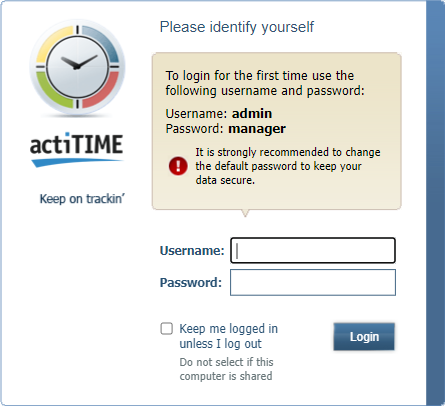 Please identify yourself
To login for the first time use the
following username and password:
Username: admin
Password: manager
It is strongly recommended to change
the default password to keep your
data secure.
actiTIME
Keep on trackin’
Username:
Password:
Keep me logged in
unless I log out
Do not select if this
computer is shared
Login